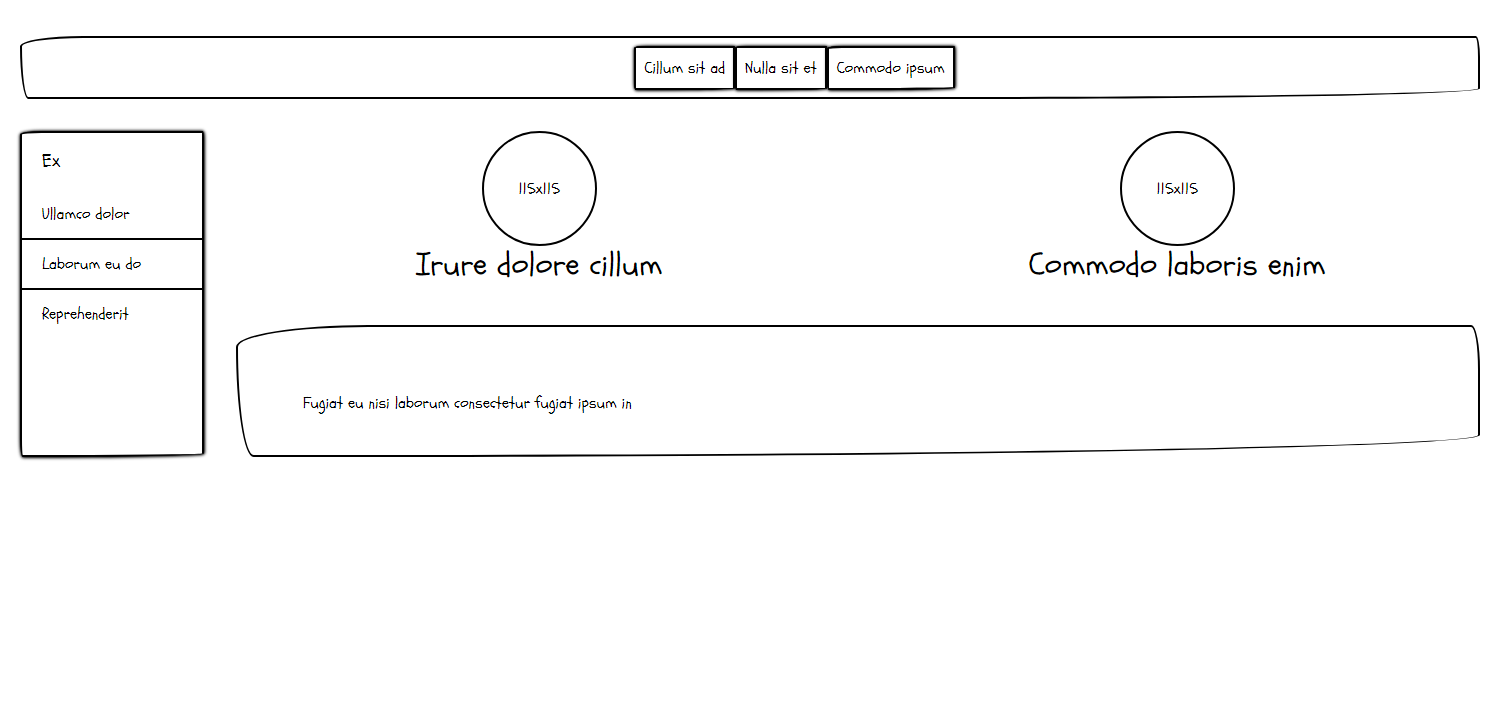 Cillum sit ad Nulla sit et Commodo ipsum
Ex
Ullamco dolor
Laborum eu do
Reprehenderit
115x115
Irure dolore cillum
115x115
Commodo laboris enim
Fugiat eu nisi laborum consectetur fugiat ipsum in